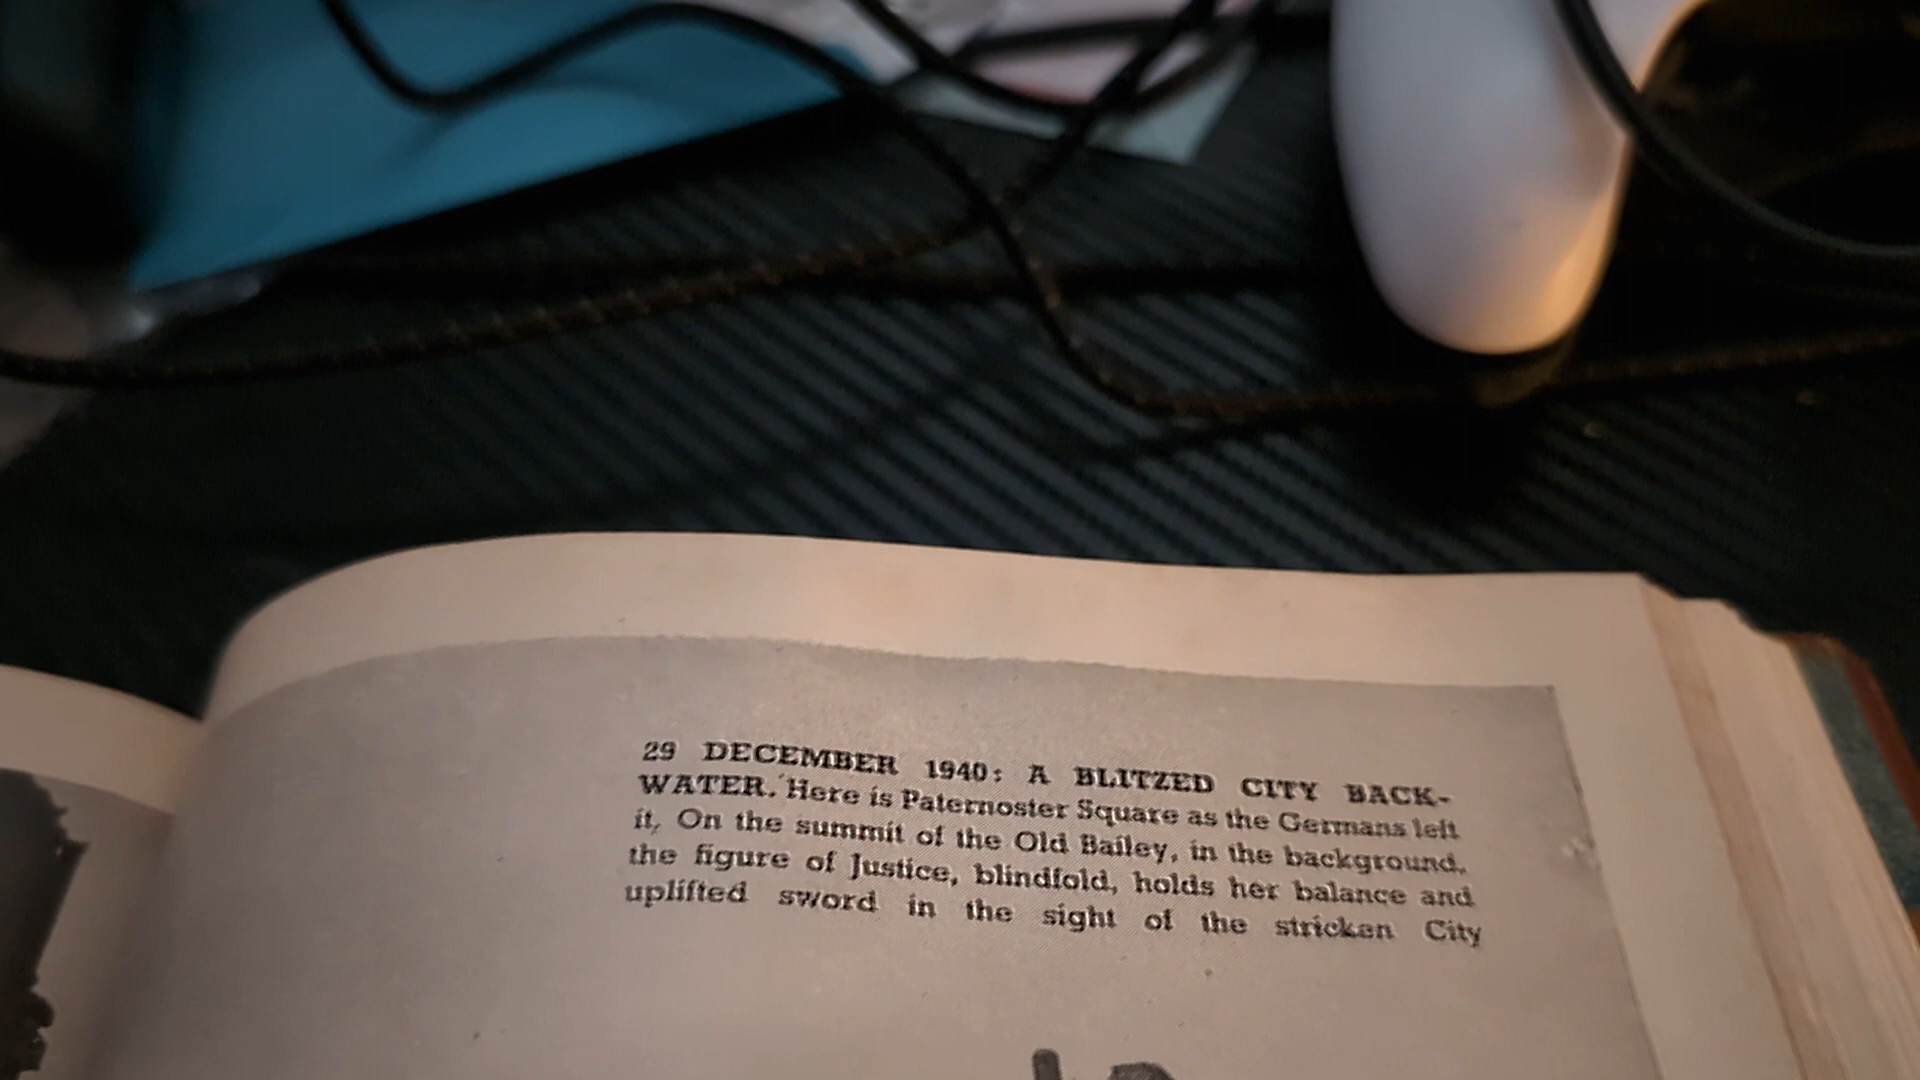 29 DECEMBER 1940: A BLITZED CITY BACK-
WATER. Here is Paternoster Square as the Germans left
it, On the summit of the Old Bailey, in the background,
the figure of Justice, blindfold, holds her balance and
uplifted sword in the sight of the stricken City